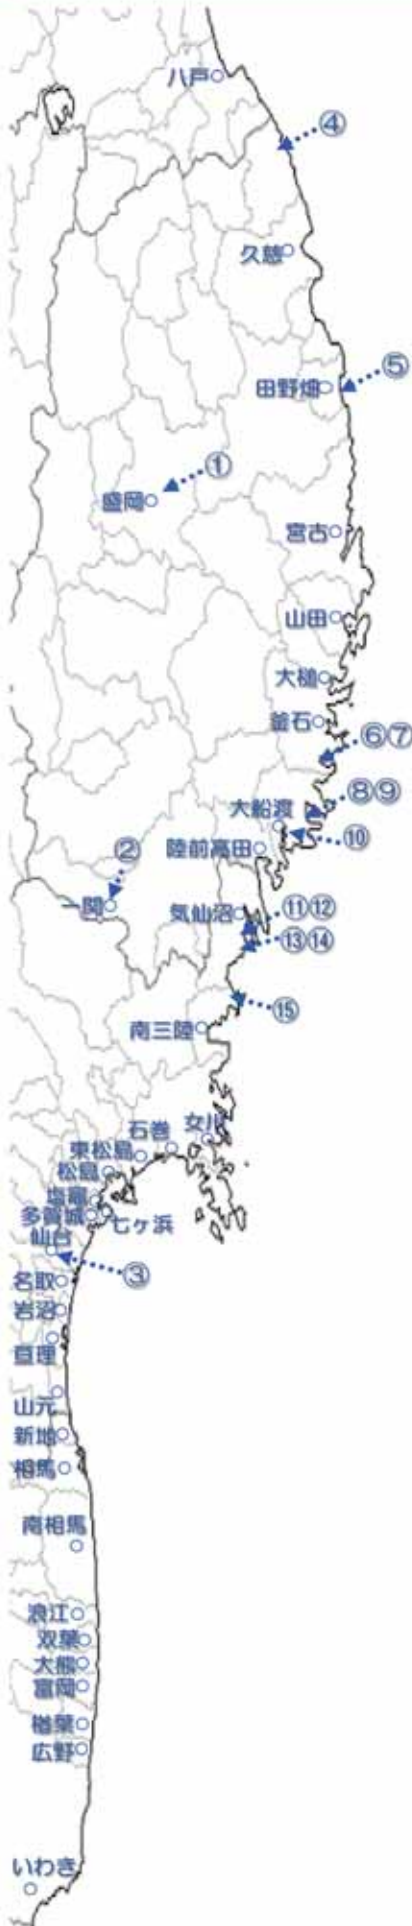 八戸
④
久慈
⑤
田野畑
①
盛岡
宮古
山田
大槌
釜石
⑥⑦
⑧⑨
大船渡
⑩
陸前高田
②
一関
気仙沼
⑪⑫
⑬⑭
⑮
南三陸
女川
石巻
東松島
松島
塩竈
多賀城
七ヶ浜
仙台
③
名取
岩沼
亘理
山元
新地
相馬
南相馬
浪江
双葉
大熊
富岡
楢葉
広野
いわき